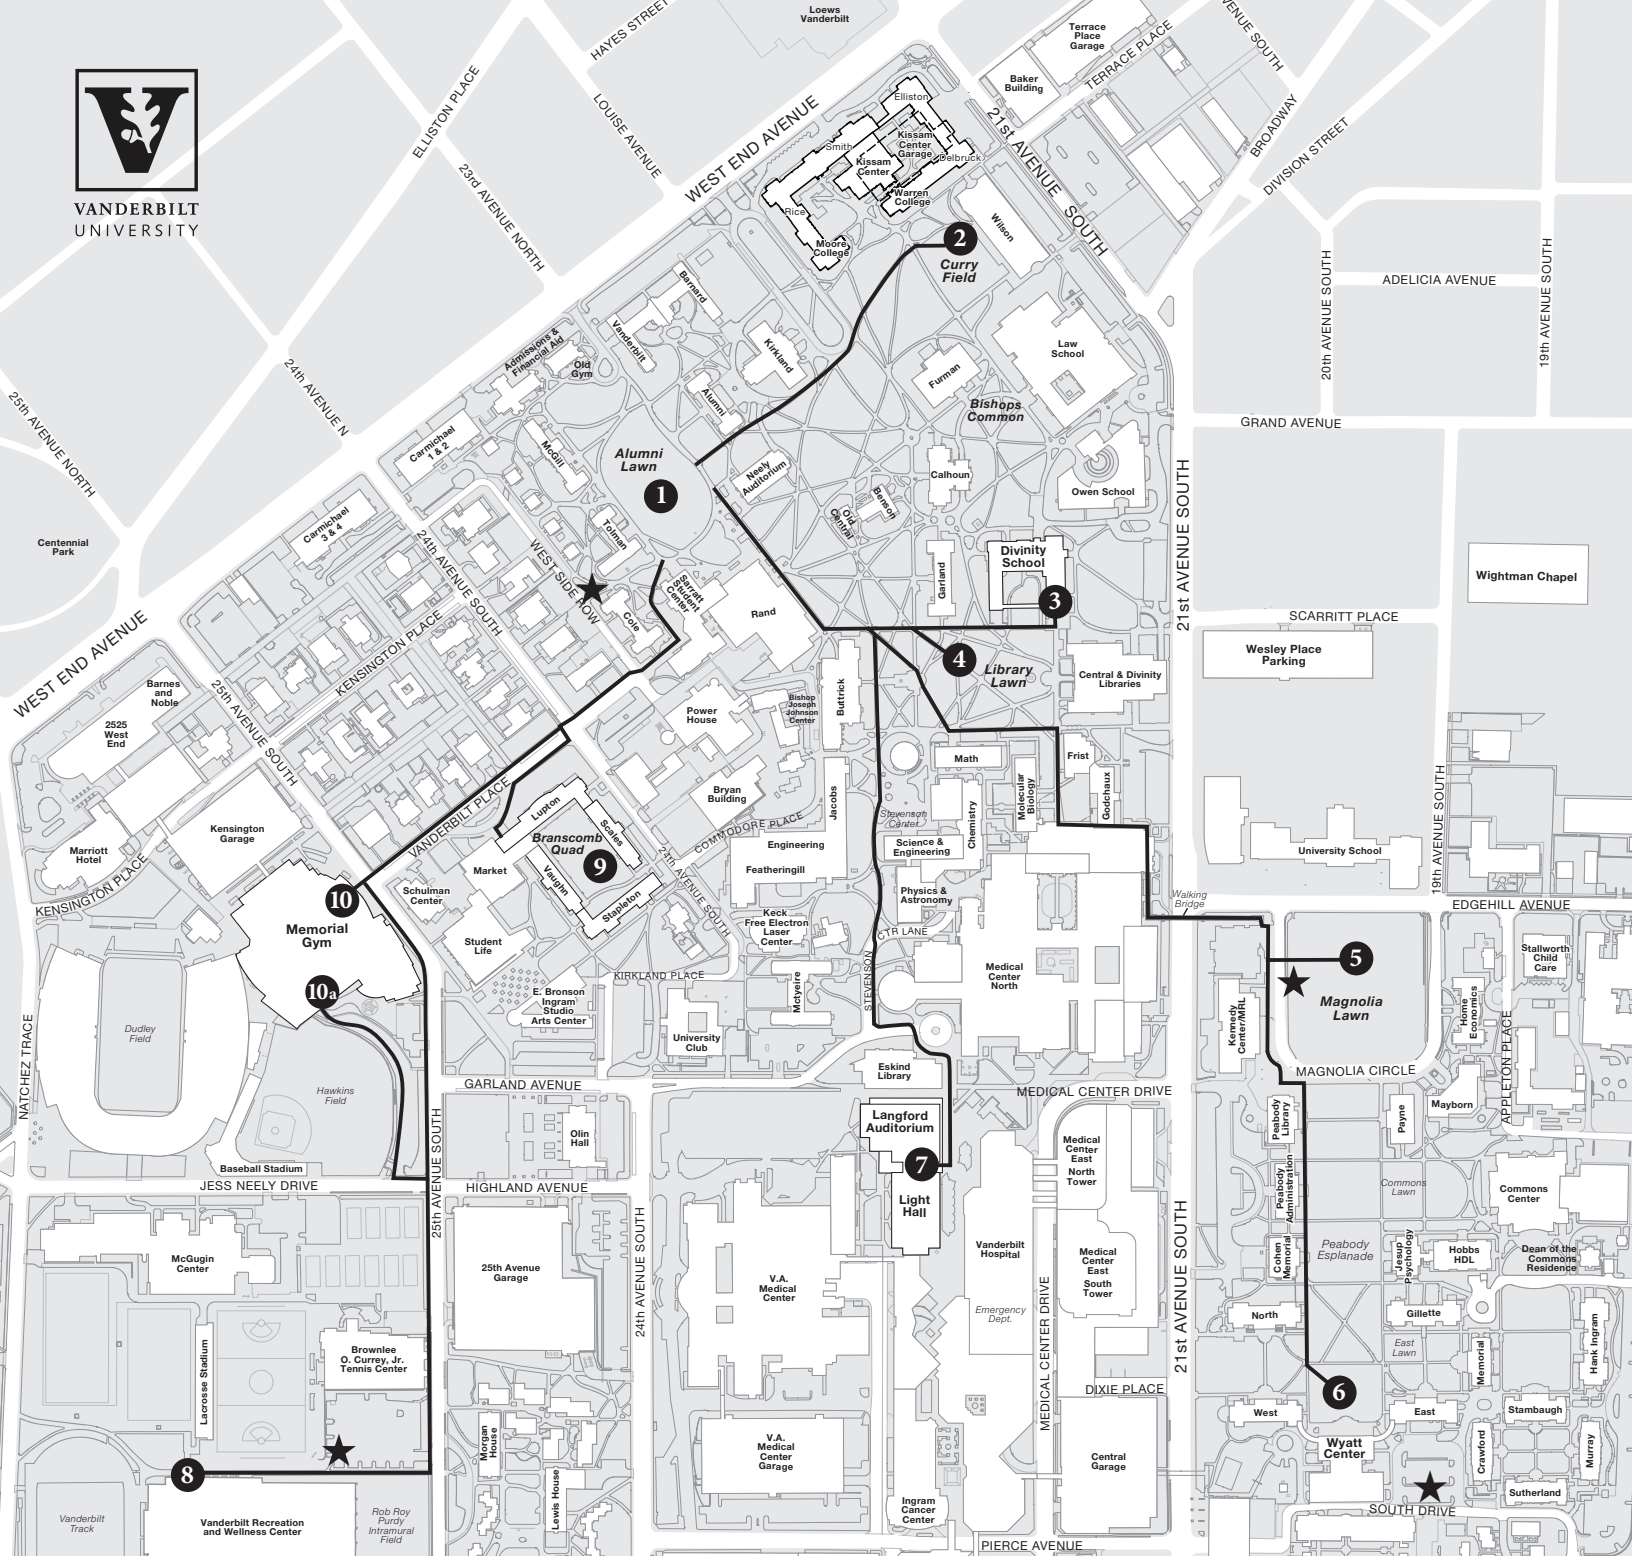 Loews
Vanderbilt
HAYES STREET
Terrace
Place
Garage
TERRACE PLACE
AVENUE SOUTH
Baker
Building
ELLISTON PLACE
LOUISE AVENUE
WEST END AVENUE
23rd AVENUE NORTH
VANDERBILT
UNIVERSITY
Elliston
Kissam
Center
Garage
Smith
Kissam
Center
Delbruck
Warren
College
Rice
Moore
College
21st AVENUE SOUTH
BROADWAY
DIVISION STREET
Wilson
2
Curry
Field
20th AVENUE SOUTH
ADELICIA AVENUE
19th AVENUE SOUTH
Barnard
Vanderbilt
Kirkland
Admissions &
Financial Aid
Old
Gym
Law
School
Furman
Bishops
Common
Alumni
24th AVENUE N
25th AVENUE NORTH
Carmichael
1 & 2
McGill
Alumni
Lawn
1
Neely
Auditorium
Calhoun
Owen School
GRAND AVENUE
Benson
Old
Central
Carmichael
3 & 4
Centennial
Park
24th AVENUE SOUTH
WEST SIDE ROW
Tolman
Cole
Sarratt
Student
Center
Rand
Garland
Divinity
School
3
21st AVENUE SOUTH
Wightman Chapel
SCARRITT PLACE
Wesley Place
Parking
4
Library
Lawn
Central & Divinity
Libraries
WEST END AVENUE
KENSINGTON PLACE
25th AVENUE SOUTH
Barnes
and
Noble
2525
West
End
Power
House
Bishop
Joseph
Johnson
Center
Buttrick
Math
Frist
Godchaux
Molecular
Biology
Chemistry
Stevenson
Center
Science &
Engineering
Physics &
Astronomy
Jacobs
Bryan
Building
COMMODORE PLACE
Engineering
Featheringill
VANDERBILT PLACE
Lupton
Branscomb
Quad
Scales
9
Vaughn
Stapleton
Market
24th AVENUE SOUTH
Kensington
Garage
Marriott
Hotel
KENSINGTON PLACE
10
Memorial
Gym
10a
Schulman
Center
Student
Life
Keck
Free Electron
Laser
Center
CTR LANE
STEVENSON
KIRKLAND PLACE
E. Bronson
Ingram
Studio
Arts Center
McTyeire
University
Club
Medical
Center
North
University School
19th AVENUE SOUTH
Walking
Bridge
EDGEHILL AVENUE
5
Magnolia
Lawn
Kennedy
Center/MRL
Home
Economics
Stallworth
Child
Care
MAGNOLIA CIRCLE
APPLETON PLACE
Dudley
Field
Hawkins
Field
NATCHEZ TRACE
Baseball Stadium
JESS NEELY DRIVE
25th AVENUE SOUTH
GARLAND AVENUE
Olin
Hall
HIGHLAND AVENUE
Eskind
Library
MEDICAL CENTER DRIVE
Langford
Auditorium
7
Light
Hall
Medical
Center
East
North
Tower
Peabody
Library
Payne
Mayborn
Peabody
Administration
Commons
Lawn
Commons
Center
Cohen
Memorial
Peabody
Esplanade
Jesup
Psychology
Hobbs
HDL
Dean of the
Commons
Residence
North
Gillette
East
Lawn
Memorial
Hank Ingram
McGugin
Center
25th Avenue
Garage
24th AVENUE SOUTH
V.A.
Medical
Center
Vanderbilt
Hospital
Emergency
Dept.
Medical
Center
East
South
Tower
MEDICAL CENTER DRIVE
21st AVENUE SOUTH
DIXIE PLACE
Lacrosse Stadium
Brownlee
O. Currey, Jr.
Tennis Center
8
6
West
East
Stambaugh
Wyatt
Center
Crawford
Murray
Sutherland
SOUTH DRIVE
Morgan
House
Lewis House
V.A.
Medical
Center
Garage
Central
Garage
Ingram
Cancer
Center
PIERCE AVENUE
Vanderbilt
Track
Vanderbilt Recreation
and Wellness Center
Rob Roy
Purdy
Intramural
Field